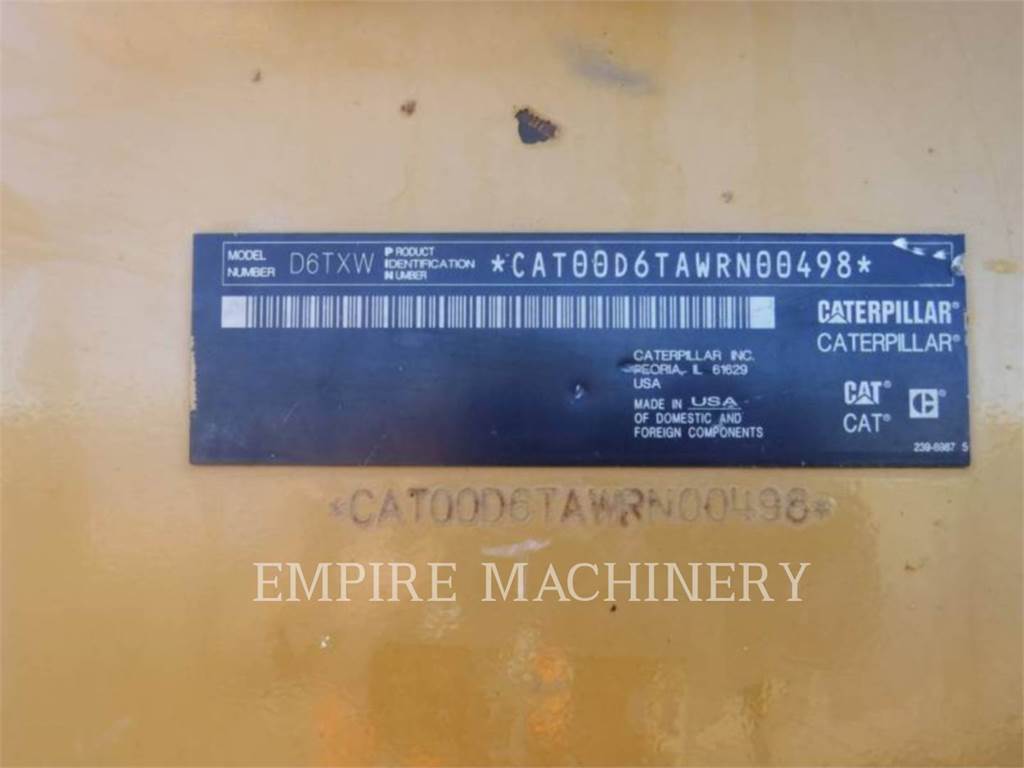 MODEL NUMBER D6TXW PRODUCT IDENTIFICATION NUMBER *CAT00D6TAWRN00498*
CATERPILLAR®
CATERPILLAR®
CATERPILLAR INC.
PEORIA, IL 61629
USA
MADE IN USA
OF DOMESTIC AND
FOREIGN COMPONENTS
CAT®
CAT®
C®
239-6987 5
*CAT00D6TAWRN00498*
EMPIRE MACHINERY